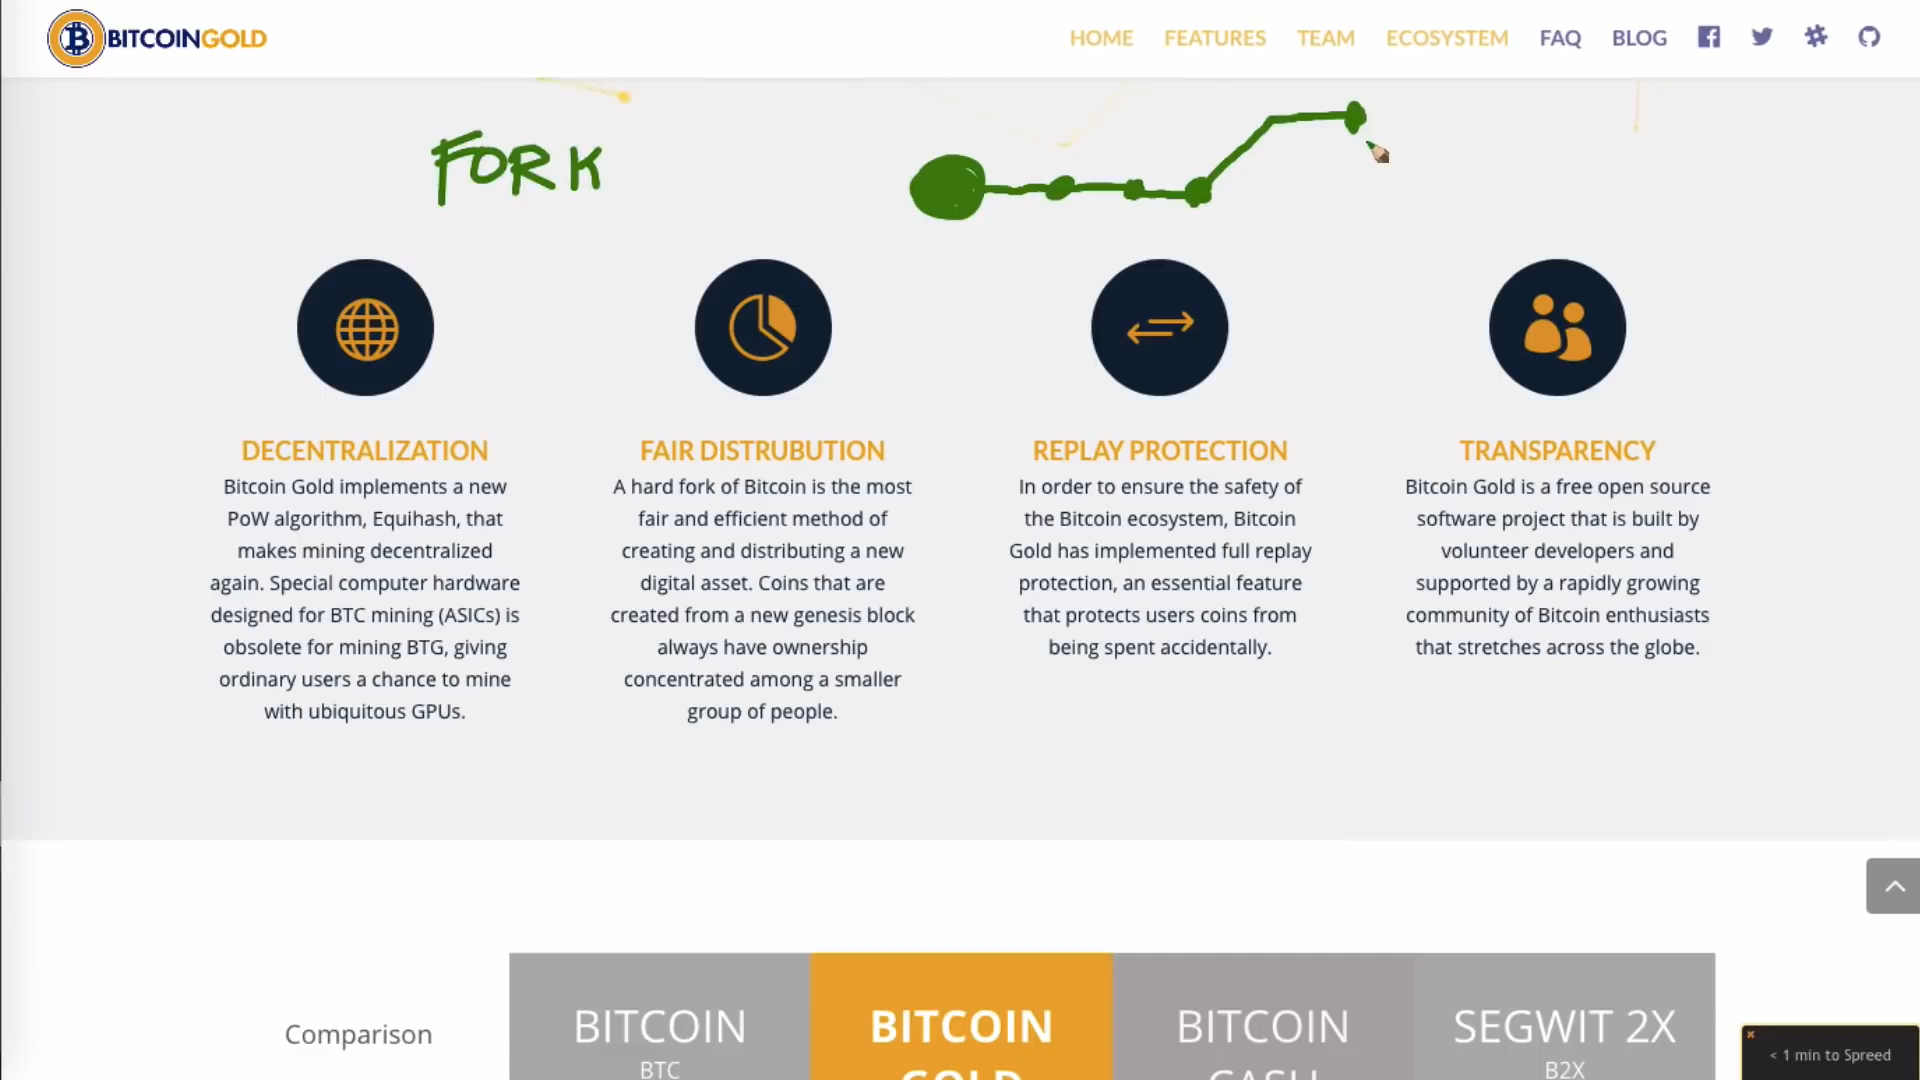 BITCOINGOLD
HOME FEATURES TEAM ECOSYSTEM FAQ BLOG
FORK
DECENTRALIZATION
Bitcoin Gold implements a new
PoW algorithm, Equihash, that
makes mining decentralized
again. Special computer hardware
designed for BTC mining (ASICs) is
obsolete for mining BTG, giving
ordinary users a chance to mine
with ubiquitous GPUs.
FAIR DISTRUBUTION
A hard fork of Bitcoin is the most
fair and efficient method of
creating and distributing a new
digital asset. Coins that are
created from a new genesis block
always have ownership
concentrated among a smaller
group of people.
REPLAY PROTECTION
In order to ensure the safety of
the Bitcoin ecosystem, Bitcoin
Gold has implemented full replay
protection, an essential feature
that protects users coins from
being spent accidentally.
TRANSPARENCY
Bitcoin Gold is a free open source
software project that is built by
volunteer developers and
supported by a rapidly growing
community of Bitcoin enthusiasts
that stretches across the globe.
Comparison
BITCOIN
BTC
BITCOIN
GOLD
BITCOIN
CASH
SEGWIT 2X
B2X
< 1 min to Spreed